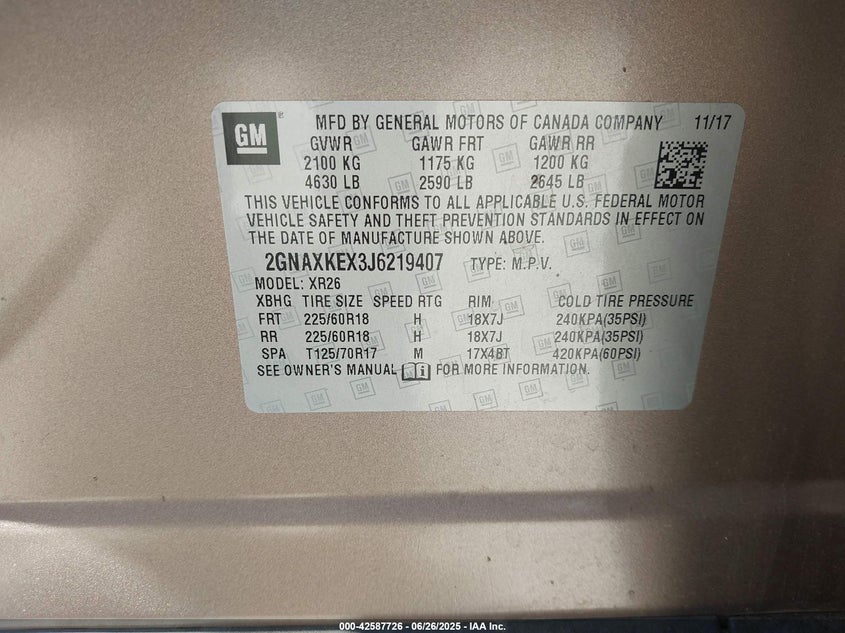 GM®
MFD BY GENERAL MOTORS OF CANADA COMPANY 11/17
GVWR GAWR FRT GAWR RR
2100 KG 1175 KG 1200 KG
4630 LB 2590 LB 2645 LB
THIS VEHICLE CONFORMS TO ALL APPLICABLE U.S. FEDERAL MOTOR
VEHICLE SAFETY AND THEFT PREVENTION STANDARDS IN EFFECT ON
THE DATE OF MANUFACTURE SHOWN ABOVE.
2GNAXKEX3J6219407 TYPE: M.P.V.
MODEL: XR26
XBHG TIRE SIZE SPEED RTG RIM COLD TIRE PRESSURE
FRT 225/60R18 H 18X7J 240KPA(35PSI)
RR 225/60R18 H 18X7J 240KPA(35PSI)
SPA T125/70R17 M 17X4BT 420KPA(60PSI)
SEE OWNER'S MANUAL i FOR MORE INFORMATION.
000-42587726 - 06/26/2025 - IAA Inc.